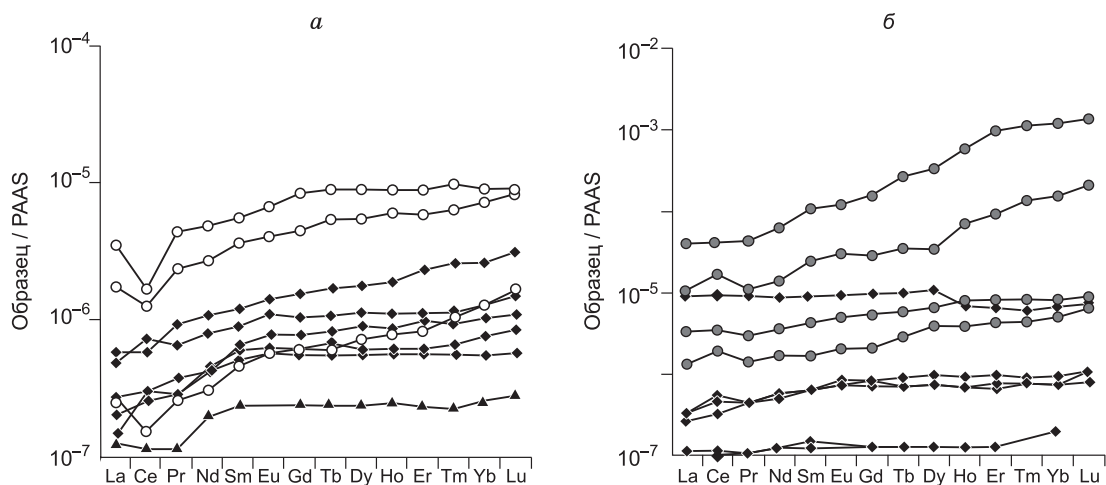 а
10–4
10–5
10–6
10–7
Образец / PAAS
La Ce Pr Nd Sm Eu Gd Tb Dy Ho Er Tm Yb Lu
б
10–2
10–3
10–5
10–7
Образец / PAAS
La Ce Pr Nd Sm Eu Gd Tb Dy Ho Er Tm Yb Lu